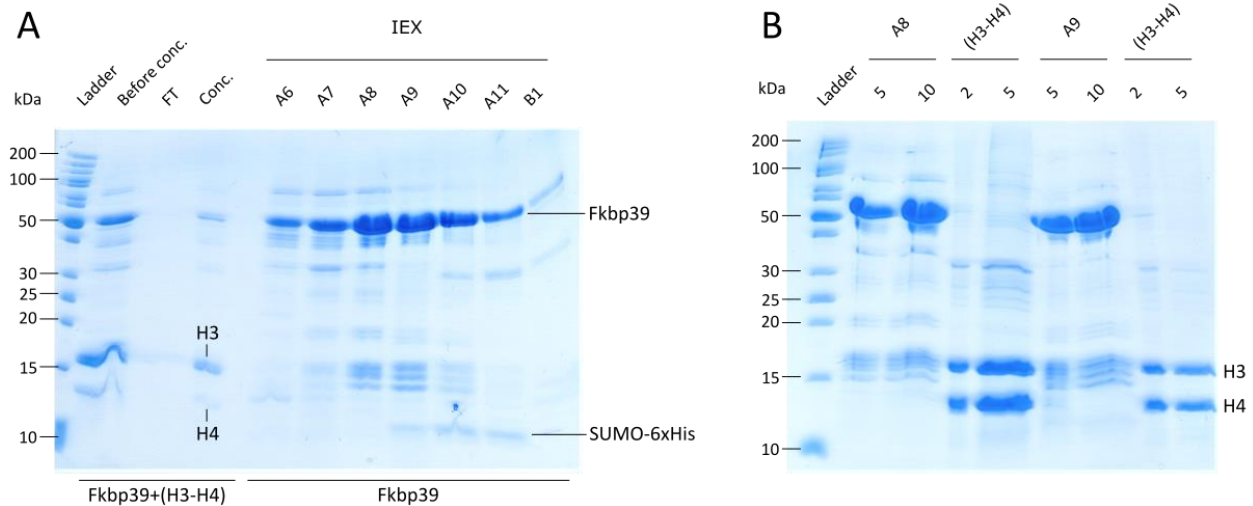 A
IEX
kDa
Ladder
Before conc.
FT
Conc.
A6
A7
A8
A9
A10
A11
B1
200
100
50
30
25
20
15
10
H3
H4
Fkbp39
SUMO-6xHis
Fkbp39+(H3-H4)
Fkbp39
B
A8
(H3-H4)
A9
(H3-H4)
kDa
Ladder
5
10
2
5
5
10
2
5
200
100
50
30
25
20
15
10
H3
H4